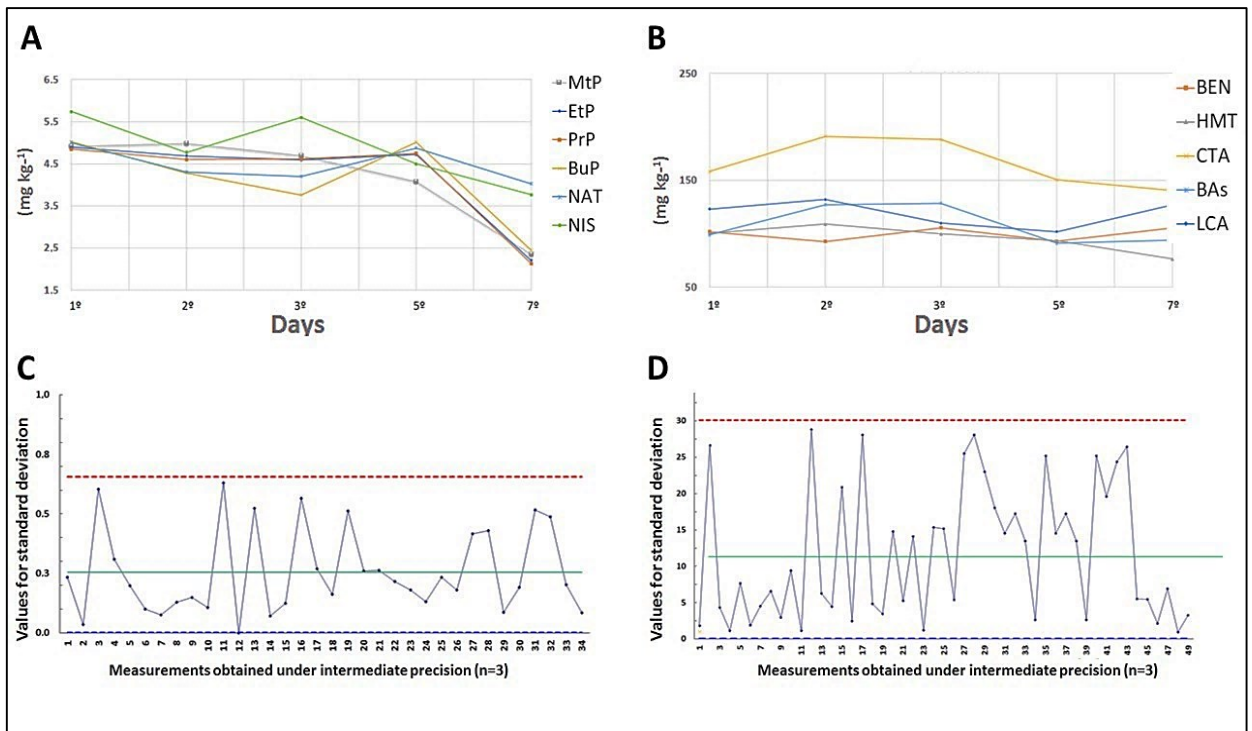 A
6.5
5.5
4.5
3.5
2.5
1.5
(mg kg⁻¹)
1º 2º 3º 5º 7º
Days
MtP
EtP
PrP
BuP
NAT
NIS
B
250
150
50
(mg kg⁻¹)
1º 2º 3º 5º 7º
Days
BEN
HMT
CTA
BAs
LCA
C
Values for standard deviation
1,0
0.8
0.5
0.3
0.0
1 2 3 4 5 6 7 8 9 10 11 12 13 14 15 16 17 18 19 20 21 22 23 24 25 26 27 28 29 30 31 32 33 34
Measurements obtained under intermediate precision (n=3)
D
Values for standard deviation
30
25
20
15
10
5
0
1 3 5 7 9 11 13 15 17 19 21 23 25 27 29 31 33 35 37 39 41 43 45 47 49
Measurements obtained under intermediate precision (n=3)